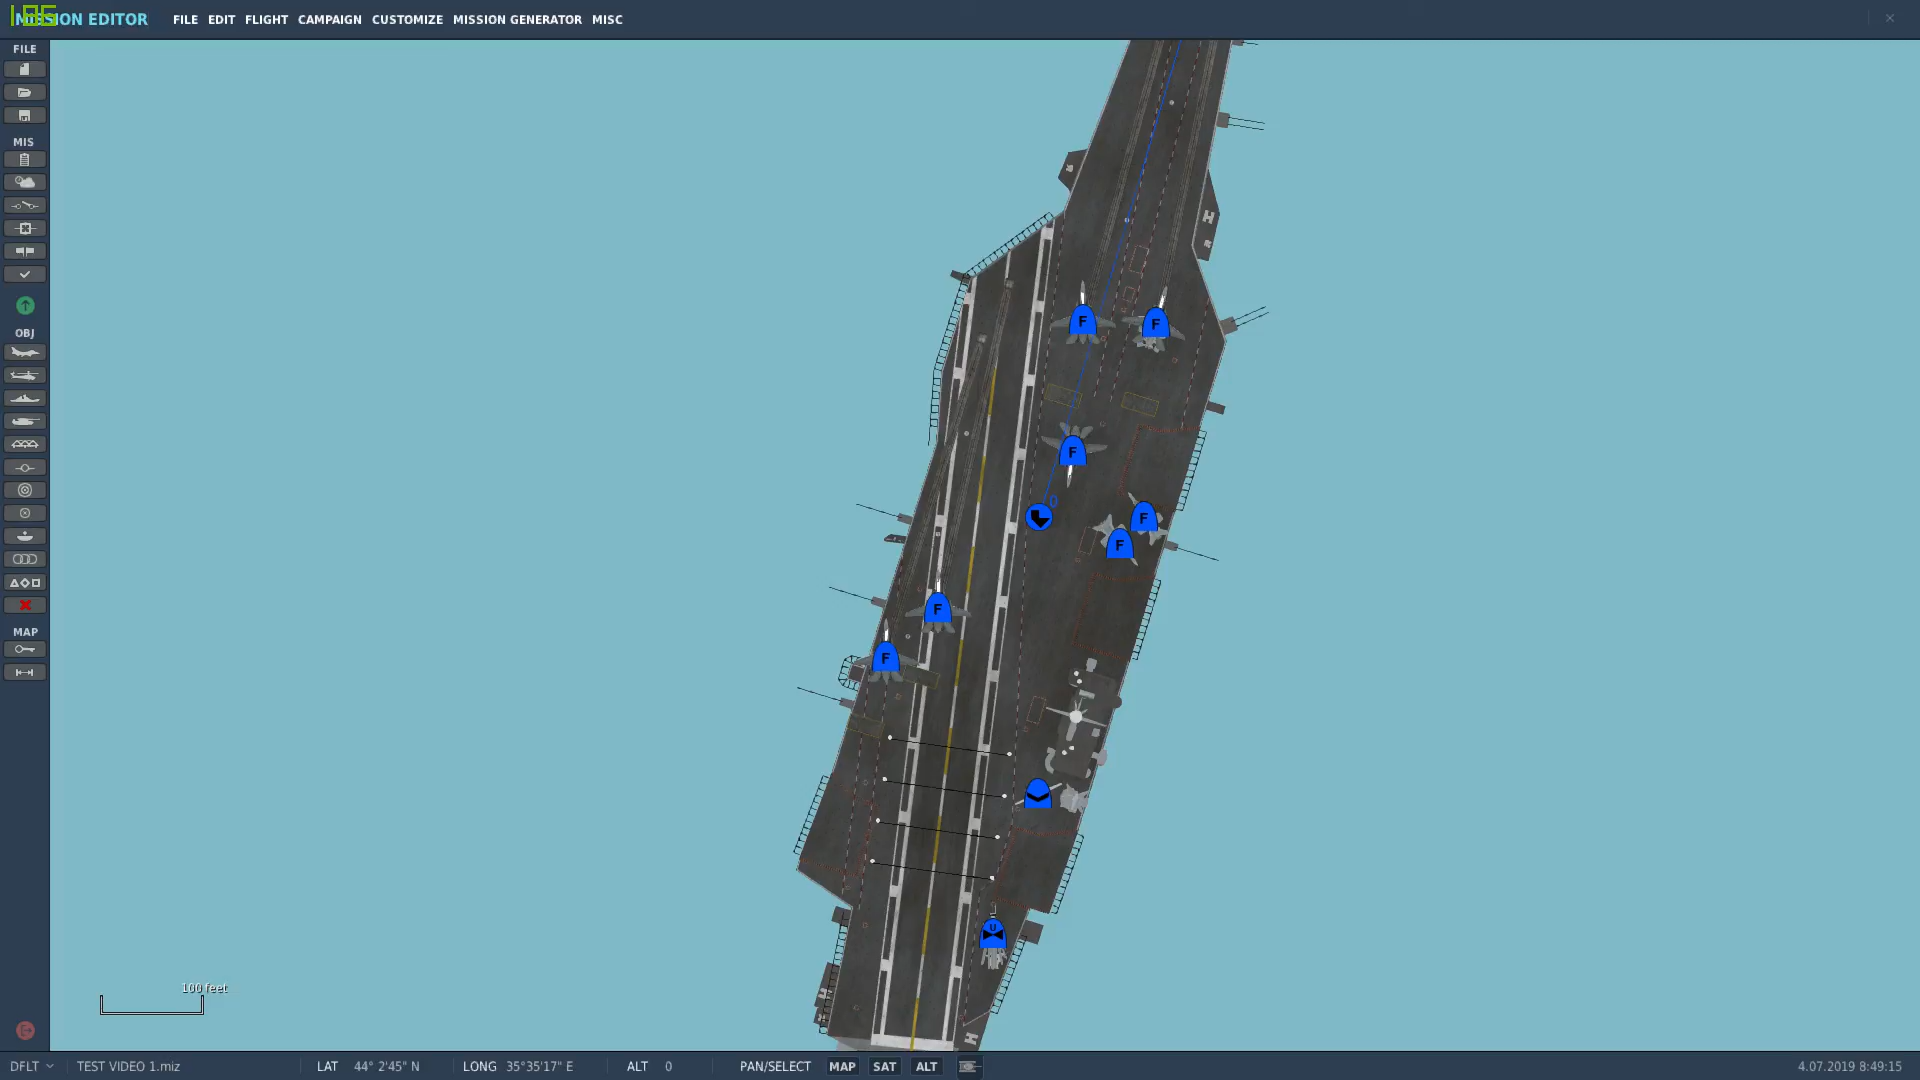 MISSION EDITOR
FILE EDIT FLIGHT CAMPAIGN CUSTOMIZE MISSION GENERATOR MISC
FILE
MIS
OBJ
MAP
F F
F
0
F
F
F
F
U
100 feet
DFLT TEST VIDEO 1.miz LAT 44° 2'45" N LONG 35°35'17" E ALT 0 PAN/SELECT MAP SAT ALT 4.07.2019 8:49:15